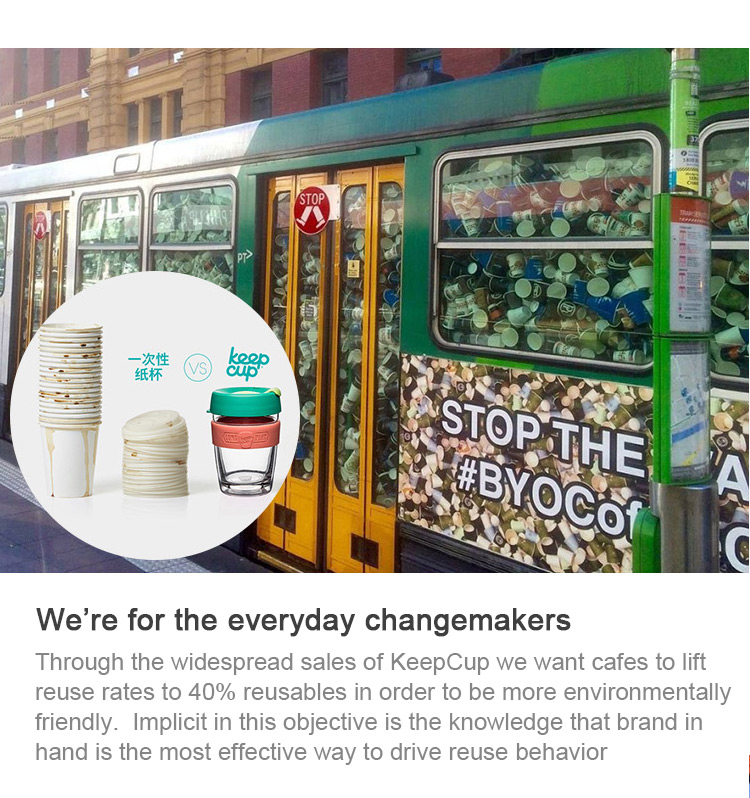 STOP
PT>
一次性
纸杯
VS
keep
cup
STOP THE
#BYOCof
We’re for the everyday changemakers
Through the widespread sales of KeepCup we want cafes to lift
reuse rates to 40% reusables in order to be more environmentally
friendly.  Implicit in this objective is the knowledge that brand in
hand is the most effective way to drive reuse behavior